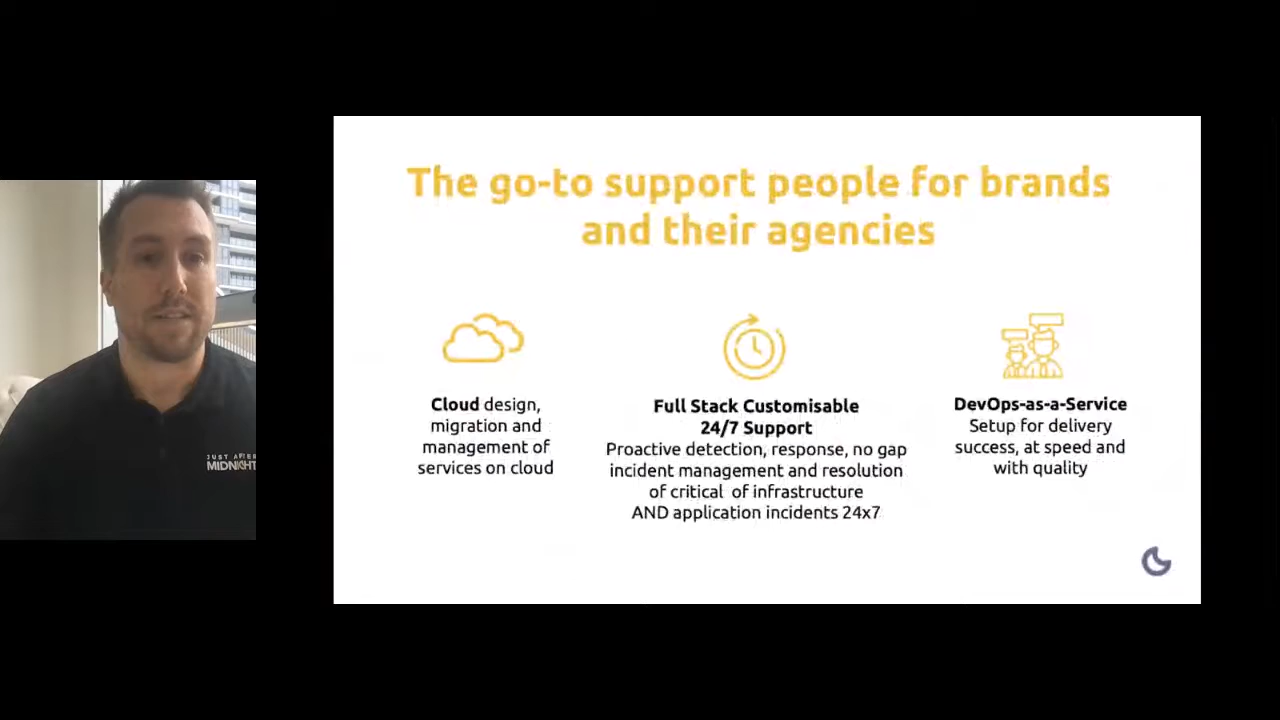 The go-to support people for brands
and their agencies
Cloud design,
migration and
management of
services on cloud
Full Stack Customisable
24/7 Support
Proactive detection, response, no gap
incident management and resolution
of critical of infrastructure
AND application incidents 24x7
DevOps-as-a-Service
Setup for delivery
success, at speed and
with quality
JUST AFTER
MIDNIGHT